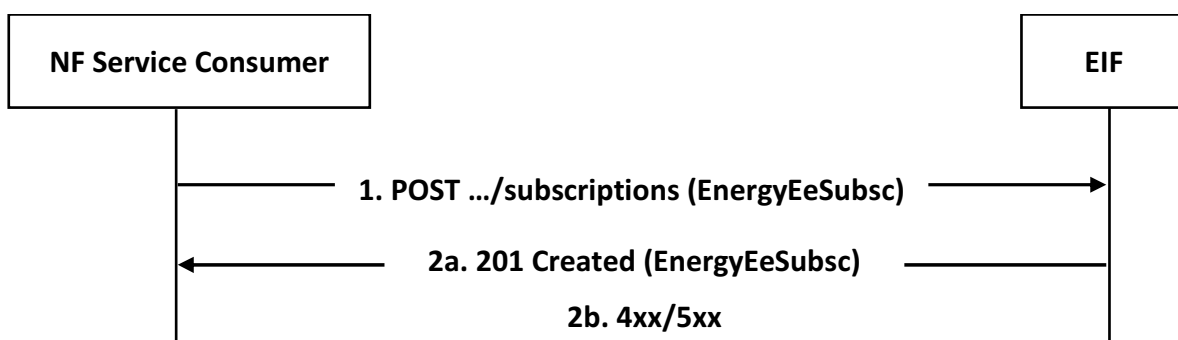 NF Service Consumer
EIF
1. POST …/subscriptions (EnergyEeSubsc)
2a. 201 Created (EnergyEeSubsc)
2b. 4xx/5xx